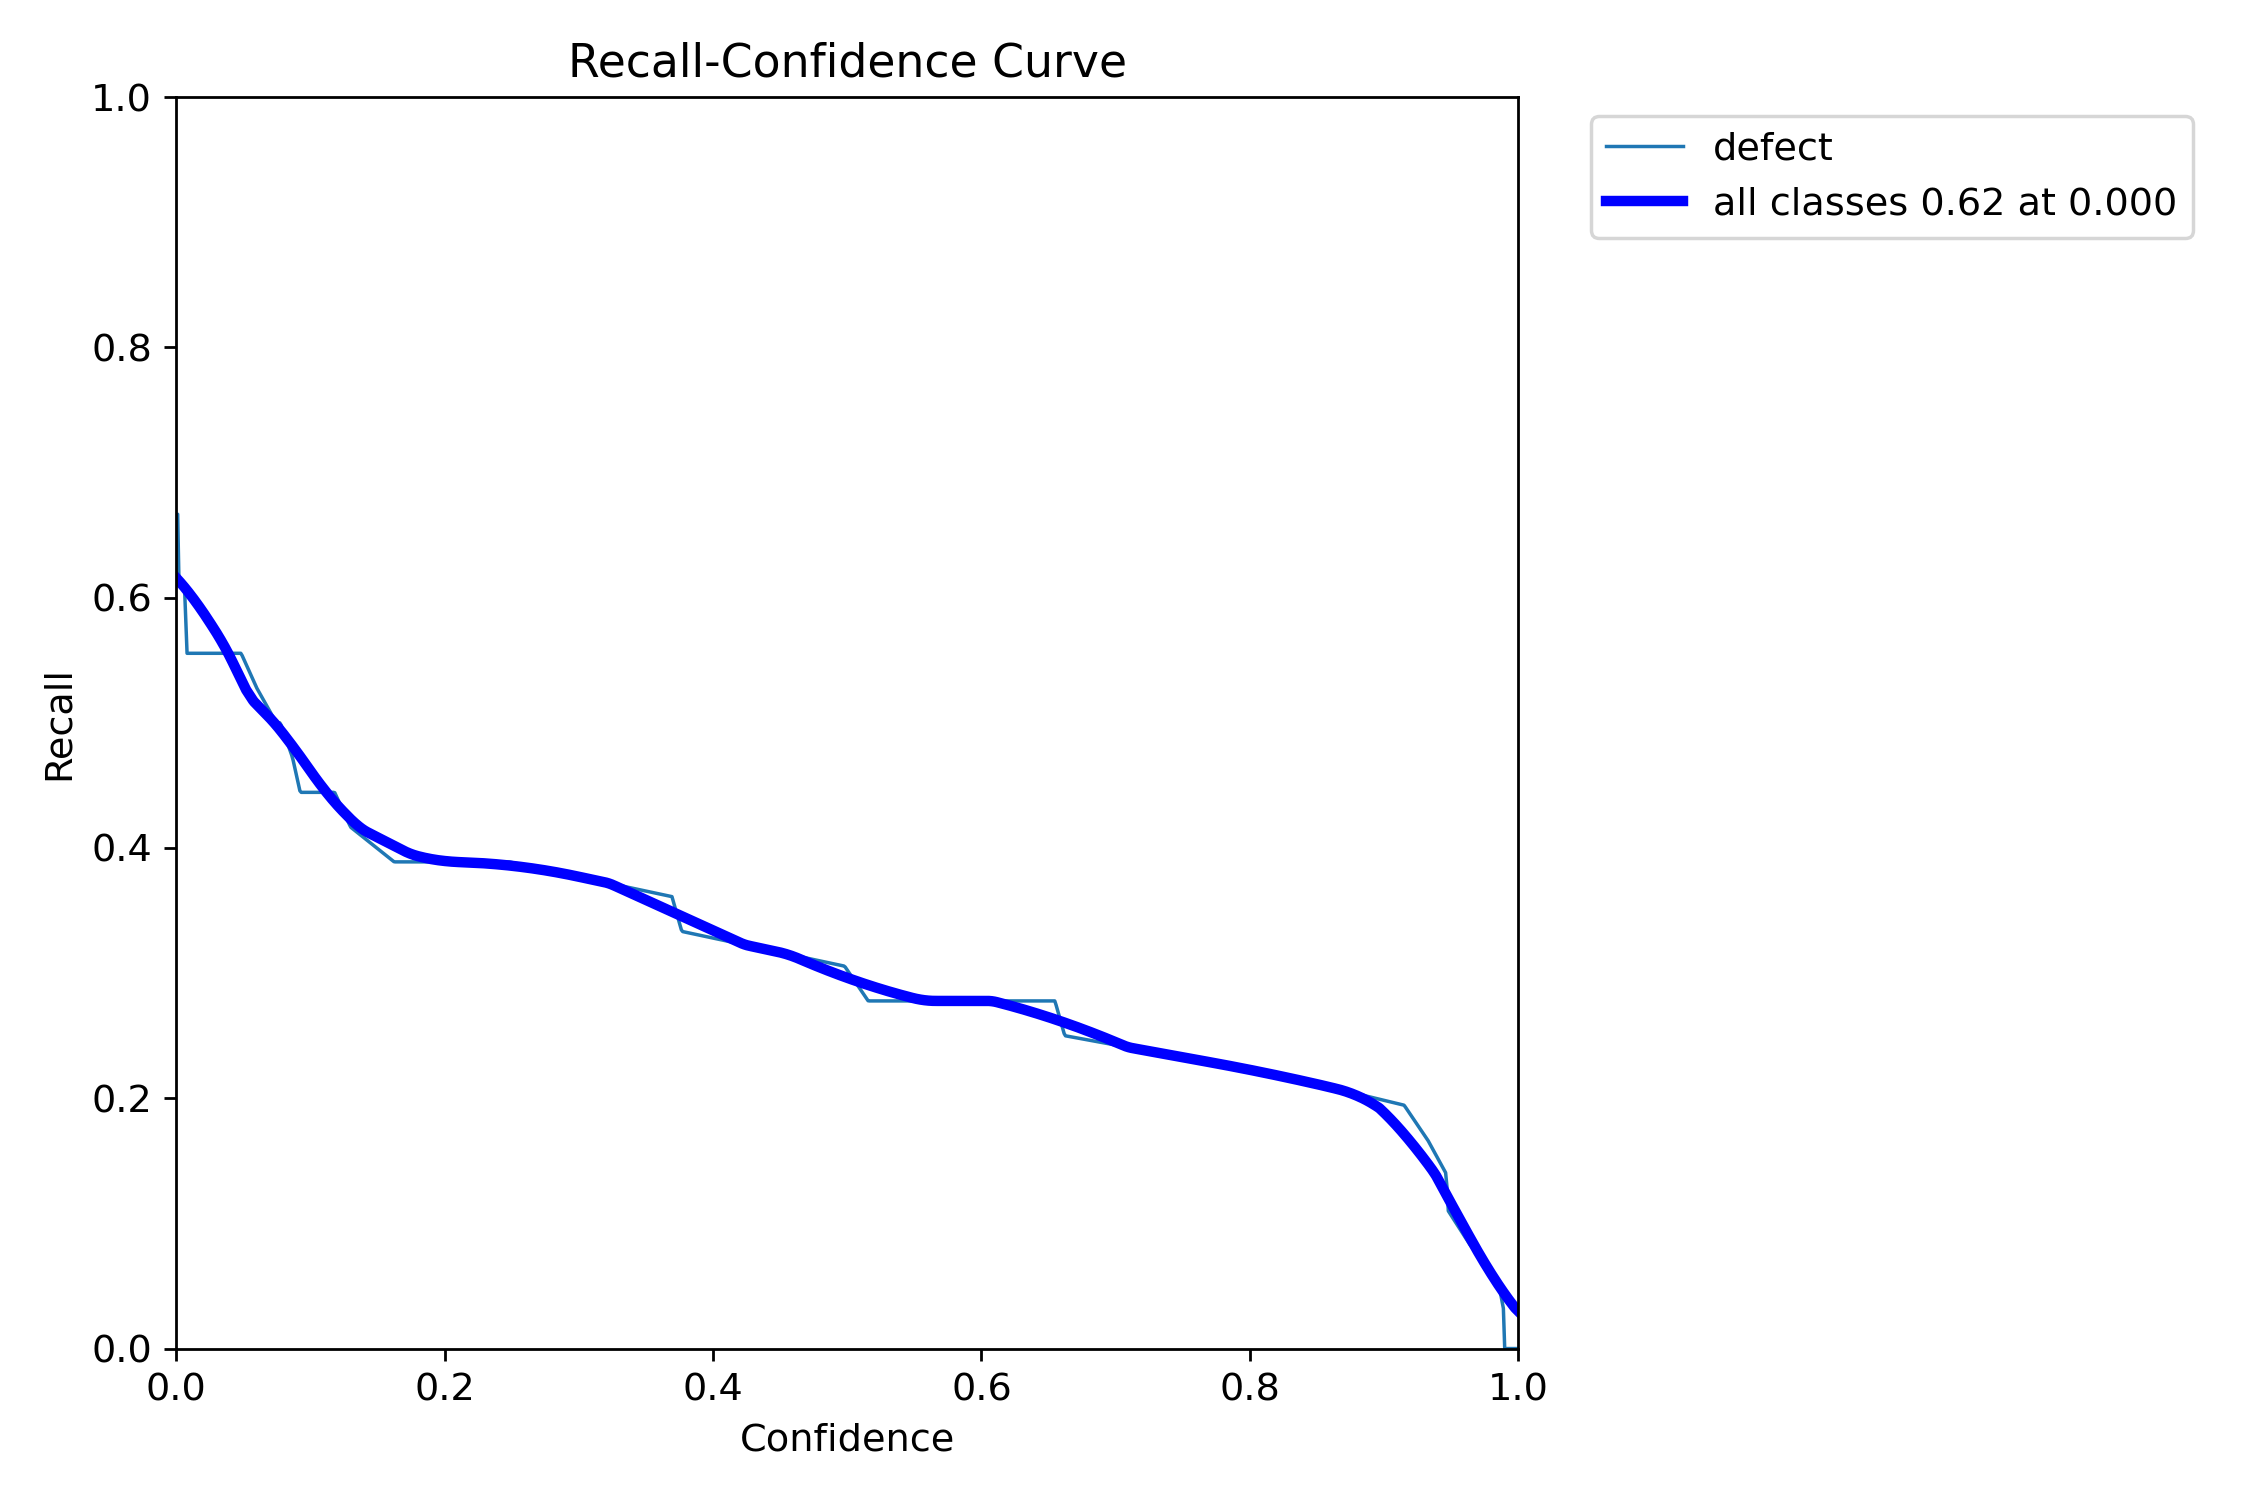 Recall-Confidence Curve
1.0
0.8
0.6
0.4
0.2
0.0
Recall
0.0 0.2 0.4 0.6 0.8 1.0
Confidence
defect
all classes 0.62 at 0.000